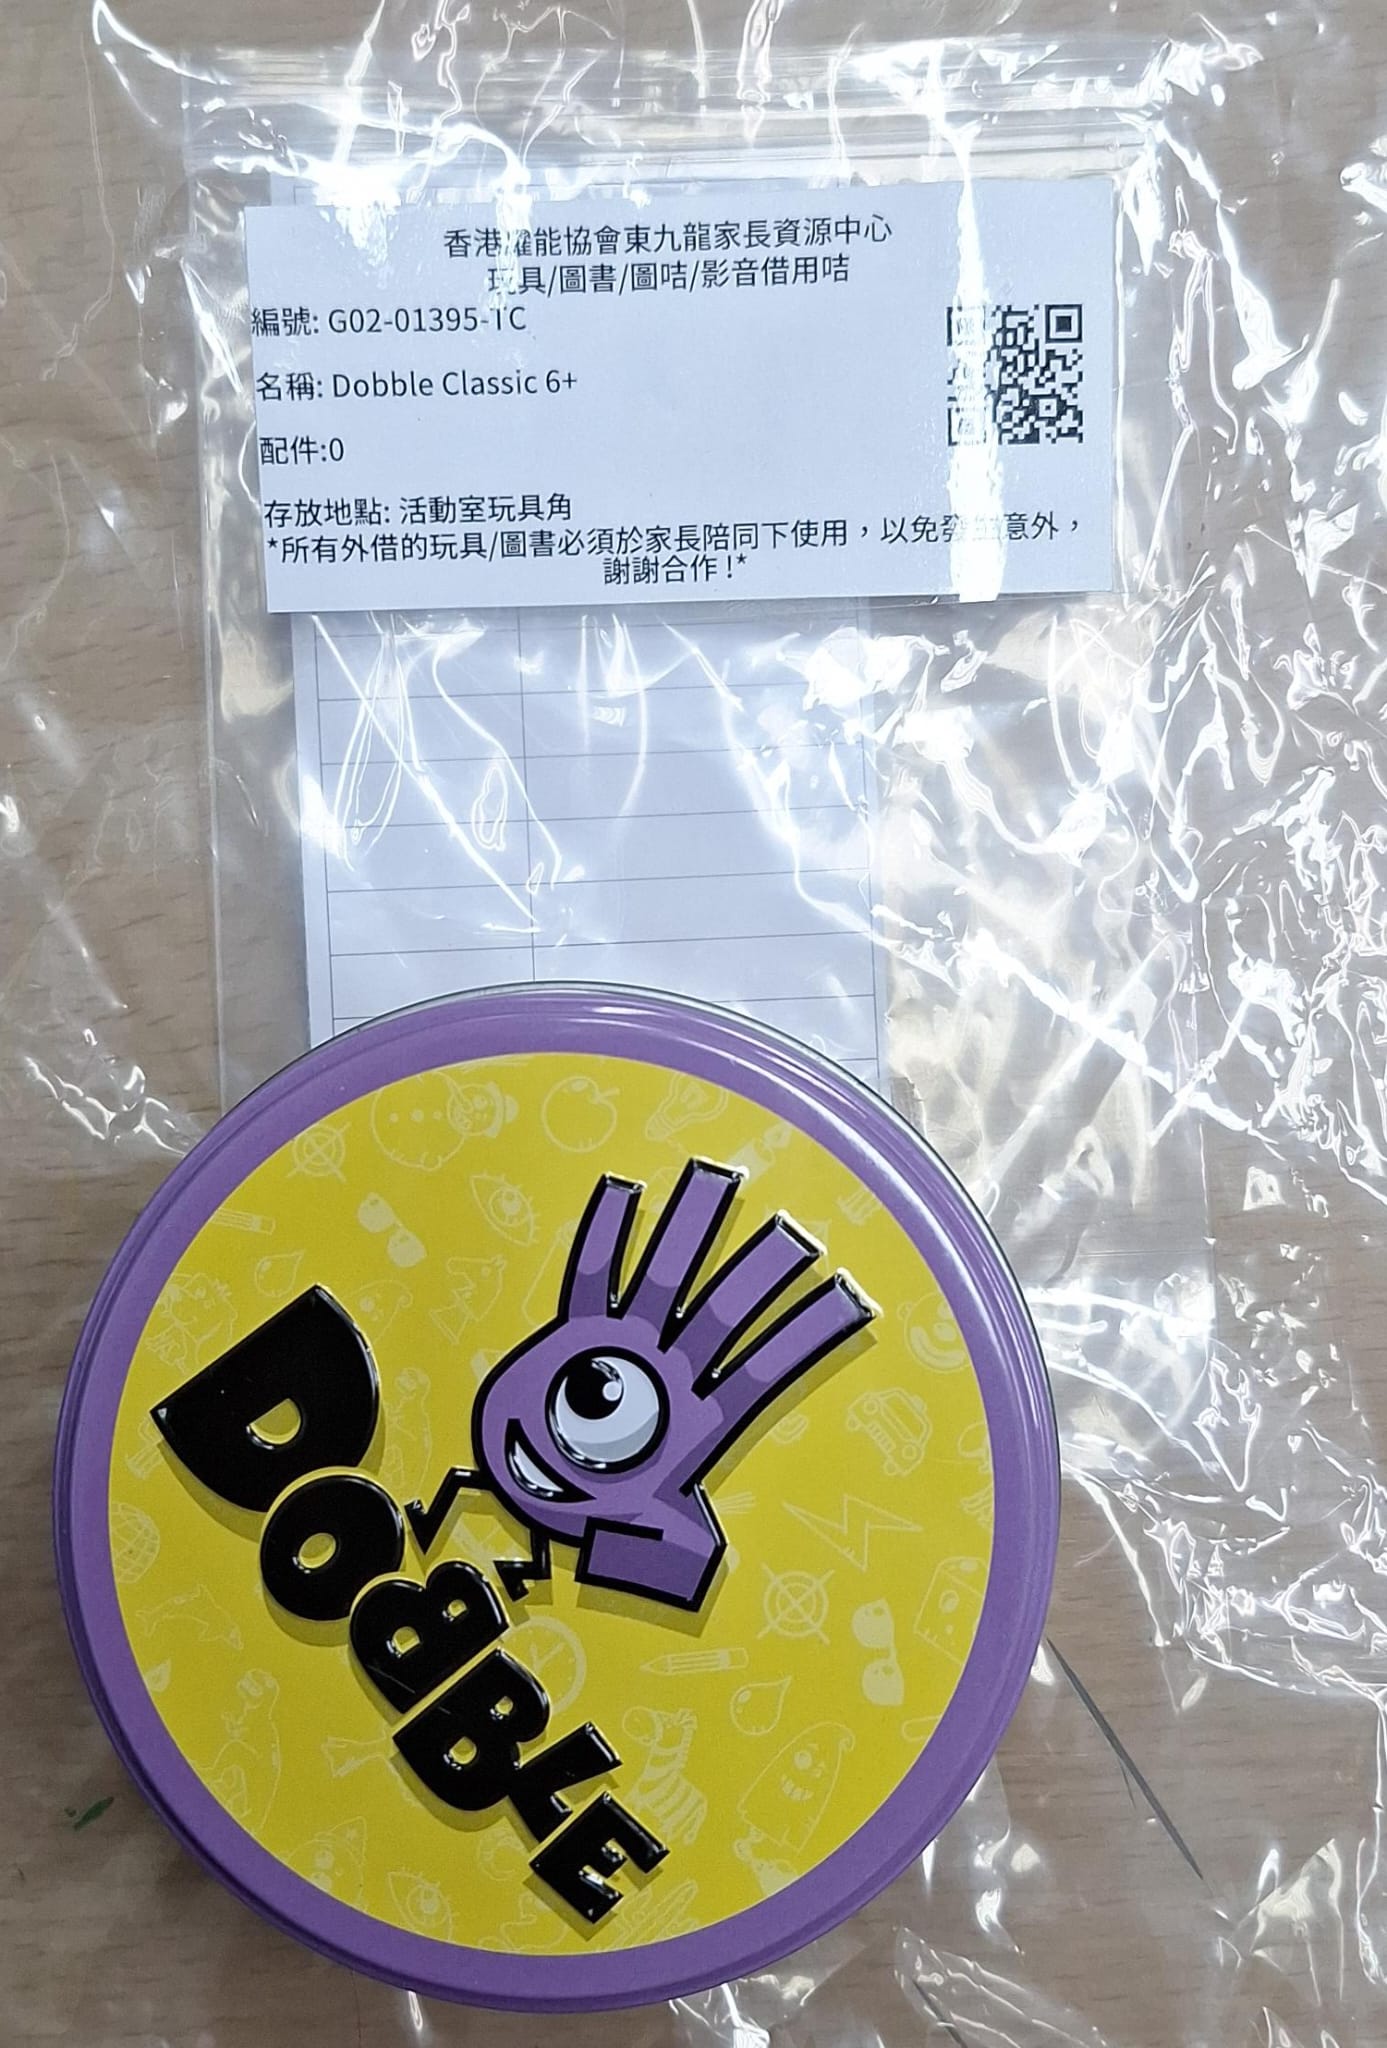 香港耀能協會東九龍家長資源中心
玩具/圖書/圖咭/影音借用咭
編號: G02-01395-TC
名稱: Dobble Classic 6+
配件:0
存放地點: 活動室玩具角
*所有外借的玩具/圖書必須於家長陪同下使用，以免發生意外，
謝謝合作！*
DOBBLE